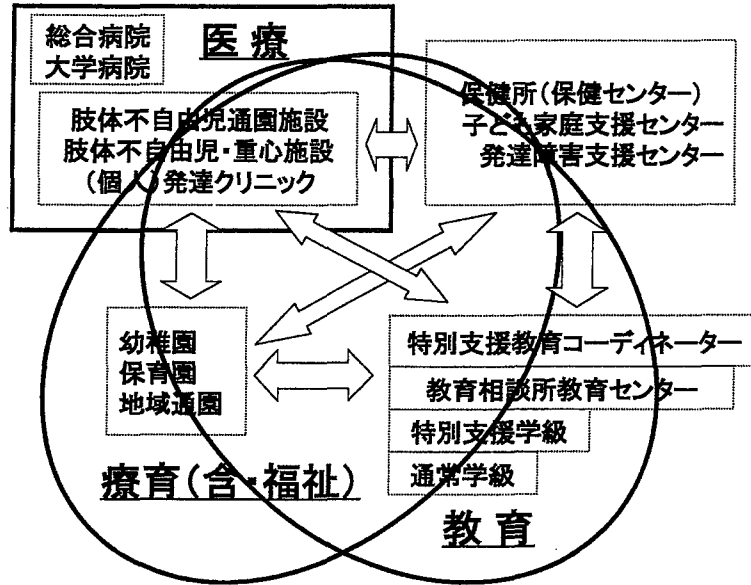 総合病院
大学病院
医療
肢体不自由児通園施設
肢体不自由児・重心施設
(個人)発達クリニック
保健所(保健センター)
子ども家庭支援センター
発達障害支援センター
幼稚園
保育園
地域通園
特別支援教育コーディネーター
教育相談所教育センター
特別支援学級
通常学級
療育(含・福祉)
教育